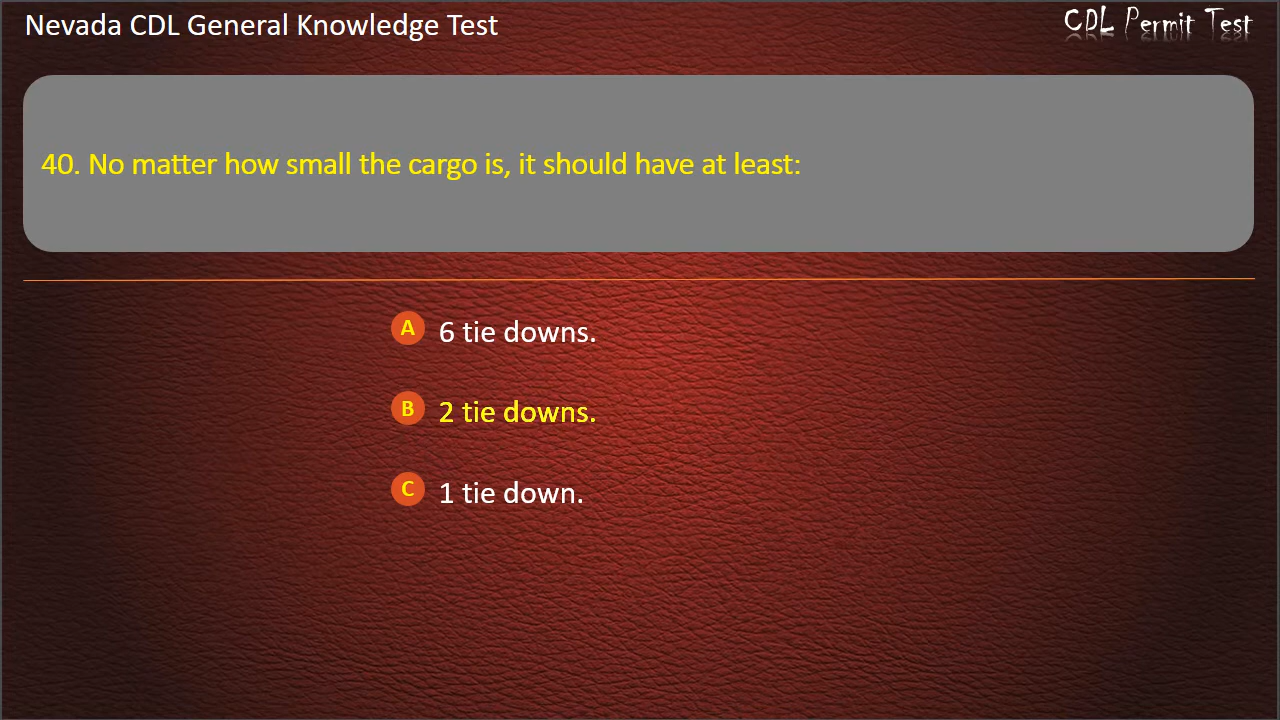 Nevada CDL General Knowledge Test
CDL Permit Test
40. No matter how small the cargo is, it should have at least:
A 6 tie downs.
B 2 tie downs.
C 1 tie down.